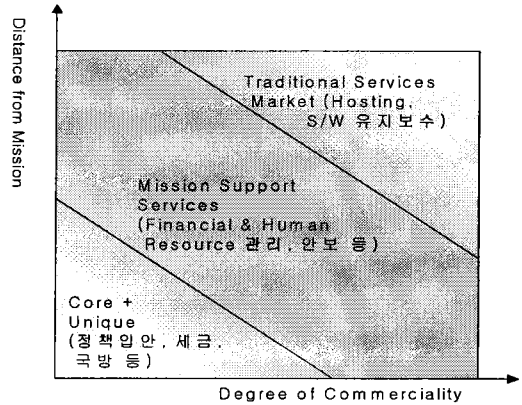 Distance from Mission
Traditional Services
Market (Hosting,
S/W 유지보수)
Mission Support
Services
(Financial & Human
Resource 관리, 안보 등)
Core +
Unique
(정책입안, 세금,
국방 등)
Degree of Commerciality